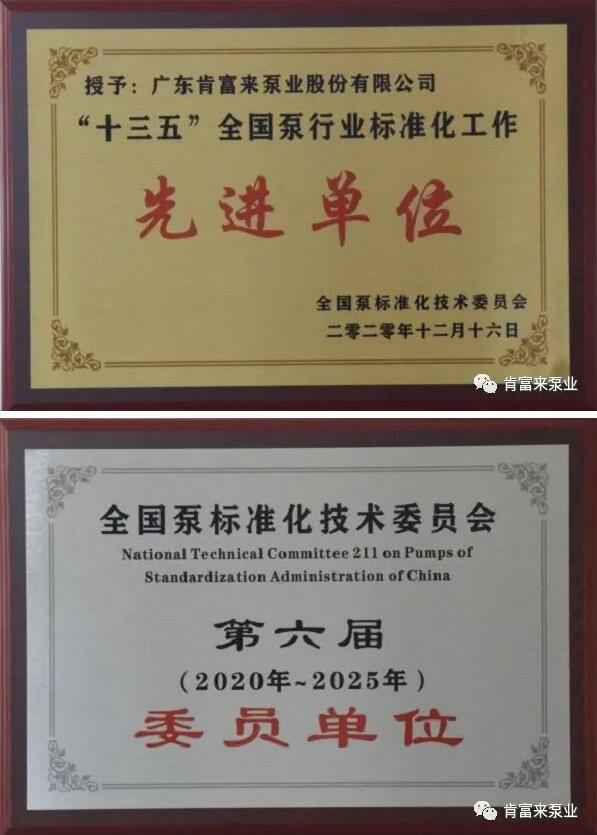 授予：广东肯富来泵业股份有限公司
“十三五”全国泵行业标准化工作
先进单位
全国泵标准化技术委员会
二零二零年十二月十六日
肯富来泵业
全国泵标准化技术委员会
National Technical Committee 211 on Pumps of
Standardization Administration of China
第六届
（2020年~2025年）
委员单位
肯富来泵业